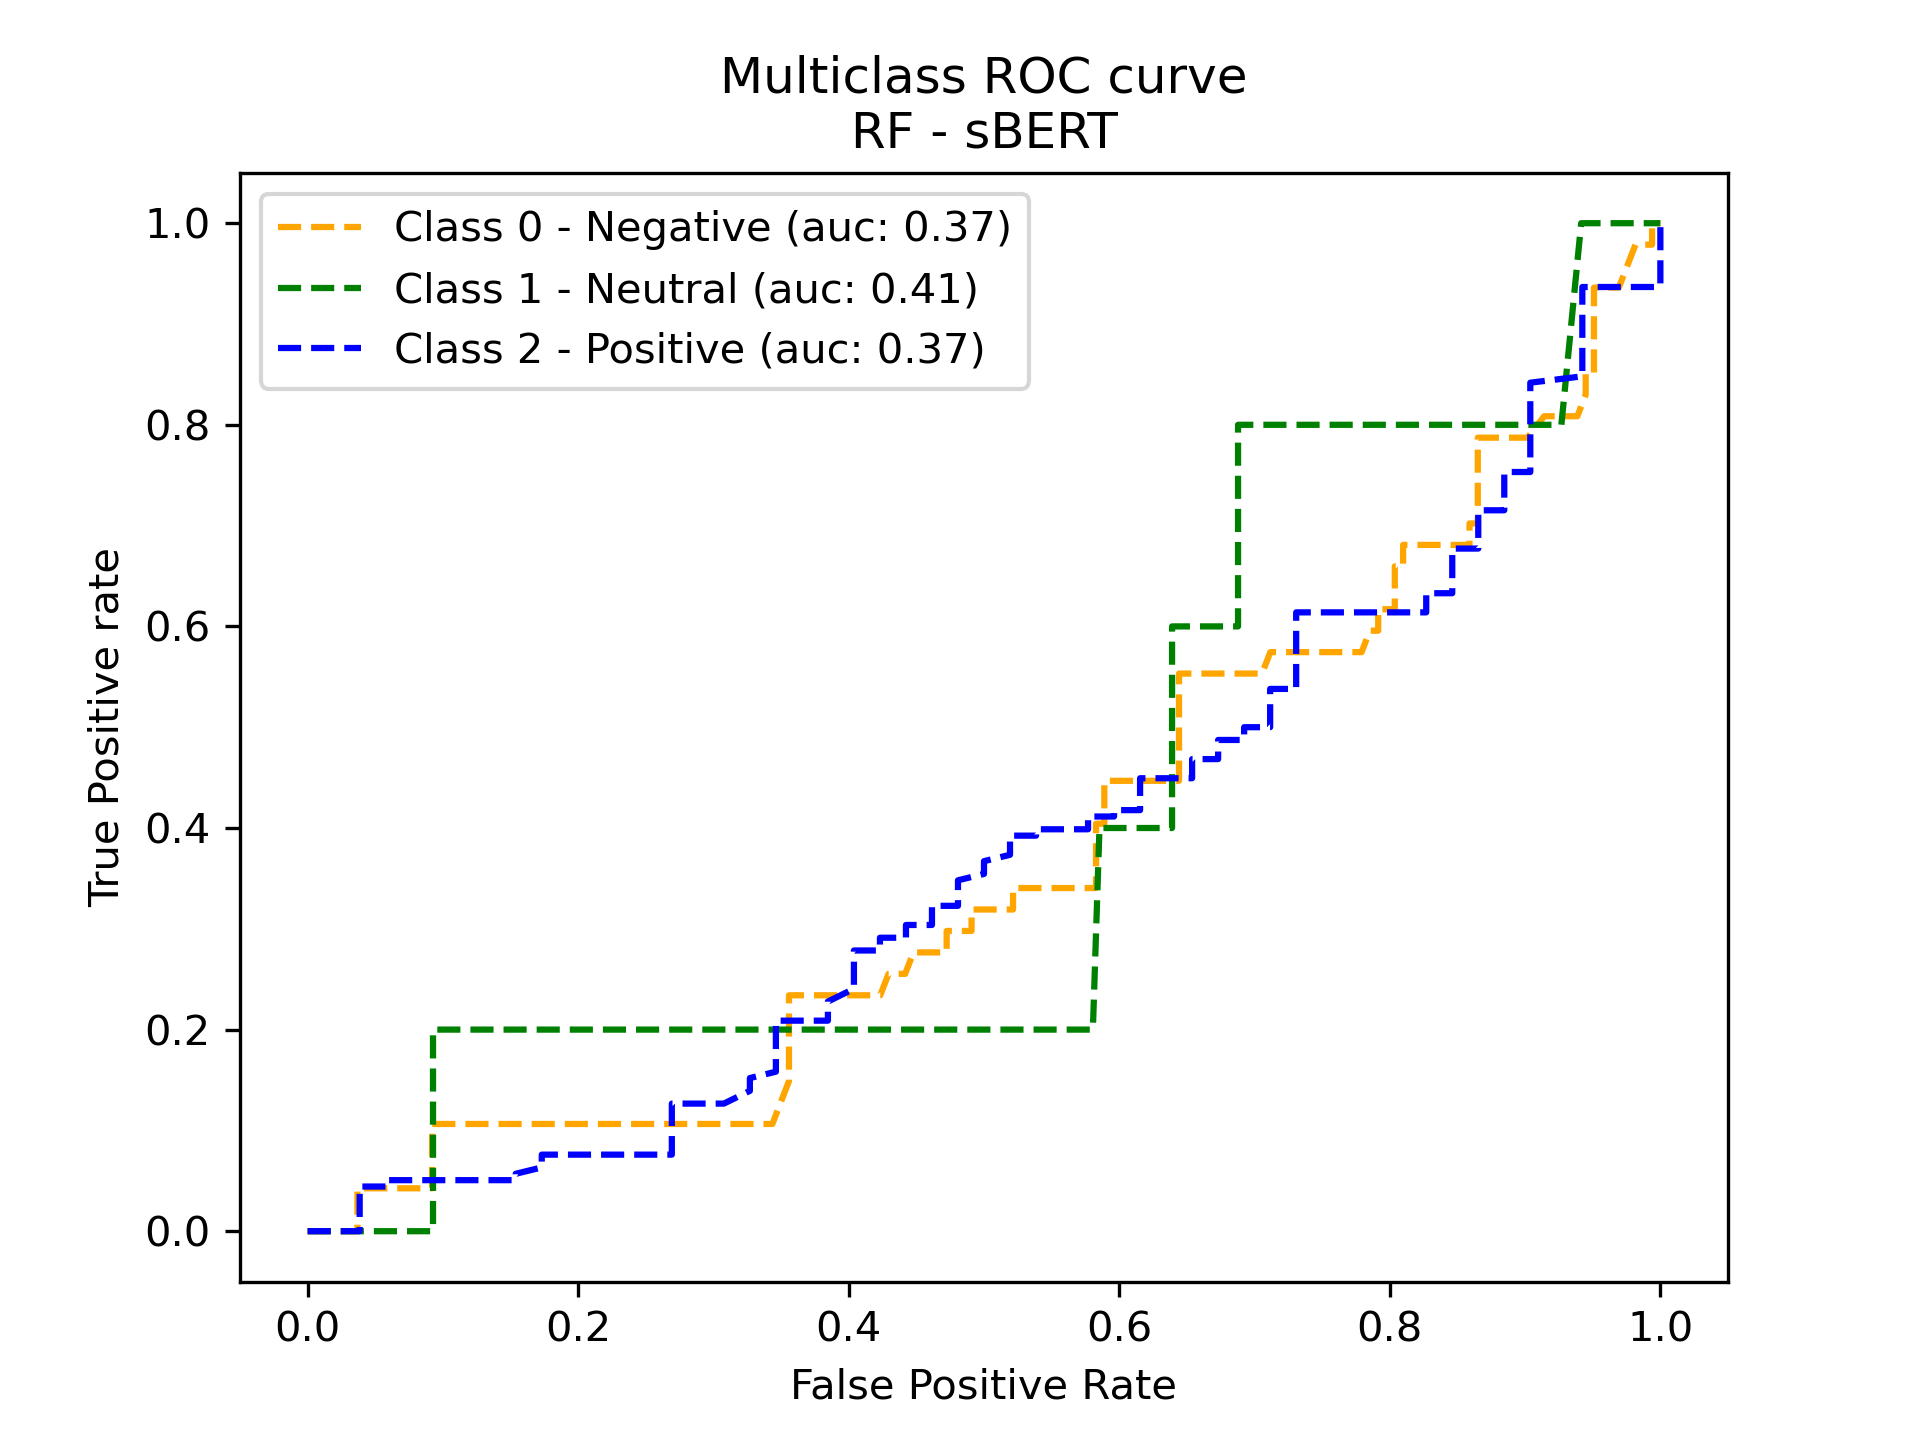 Multiclass ROC curve
RF - sBERT
Class 0 - Negative (auc: 0.37)
Class 1 - Neutral (auc: 0.41)
Class 2 - Positive (auc: 0.37)
True Positive rate
1.0
0.8
0.6
0.4
0.2
0.0
0.0 0.2 0.4 0.6 0.8 1.0
False Positive Rate